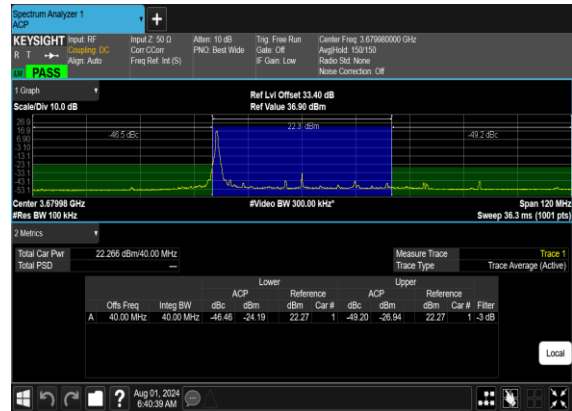 Spectrum Analyzer 1
ACP
+
KEYSIGHT Input: RF Input Z: 50 Ω Atten: 10 dB Trig: Free Run Center Freq: 3.679980000 GHz
R T Coupling: DC Corr CCorr PNO: Best Wide Gate: Off Avg|Hold: 150/150
Align: Auto Freq Ref: Int (S) IF Gain: Low Radio Std: None
LW PASS Noise Correction: Off
1 Graph
Ref Lvl Offset 33.40 dB
Scale/Div 10.0 dB Ref Value 36.90 dBm
26.9
16.9
6.90
-3.10
-13.1
-23.1
-33.1
-43.1
-53.1
-46.5 dBc 22.3 dBm -49.2 dBc
Center 3.67998 GHz #Video BW 300.00 kHz* Span 120 MHz
#Res BW 100 kHz Sweep 36.3 ms (1001 pts)
2 Metrics
Total Car Pwr 22.266 dBm/40.00 MHz Measure Trace Trace 1
Total PSD --- Trace Type Trace Average (Active)
Lower Upper
ACP Reference ACP Reference
Offs Freq Integ BW dBc dBm dBm Car # dBc dBm dBm Car # Filter
A 40.00 MHz 40.00 MHz -46.46 -24.19 22.27 1 -49.20 -26.94 22.27 1 -3 dB
Local
? Aug 01, 2024
6:40:39 AM